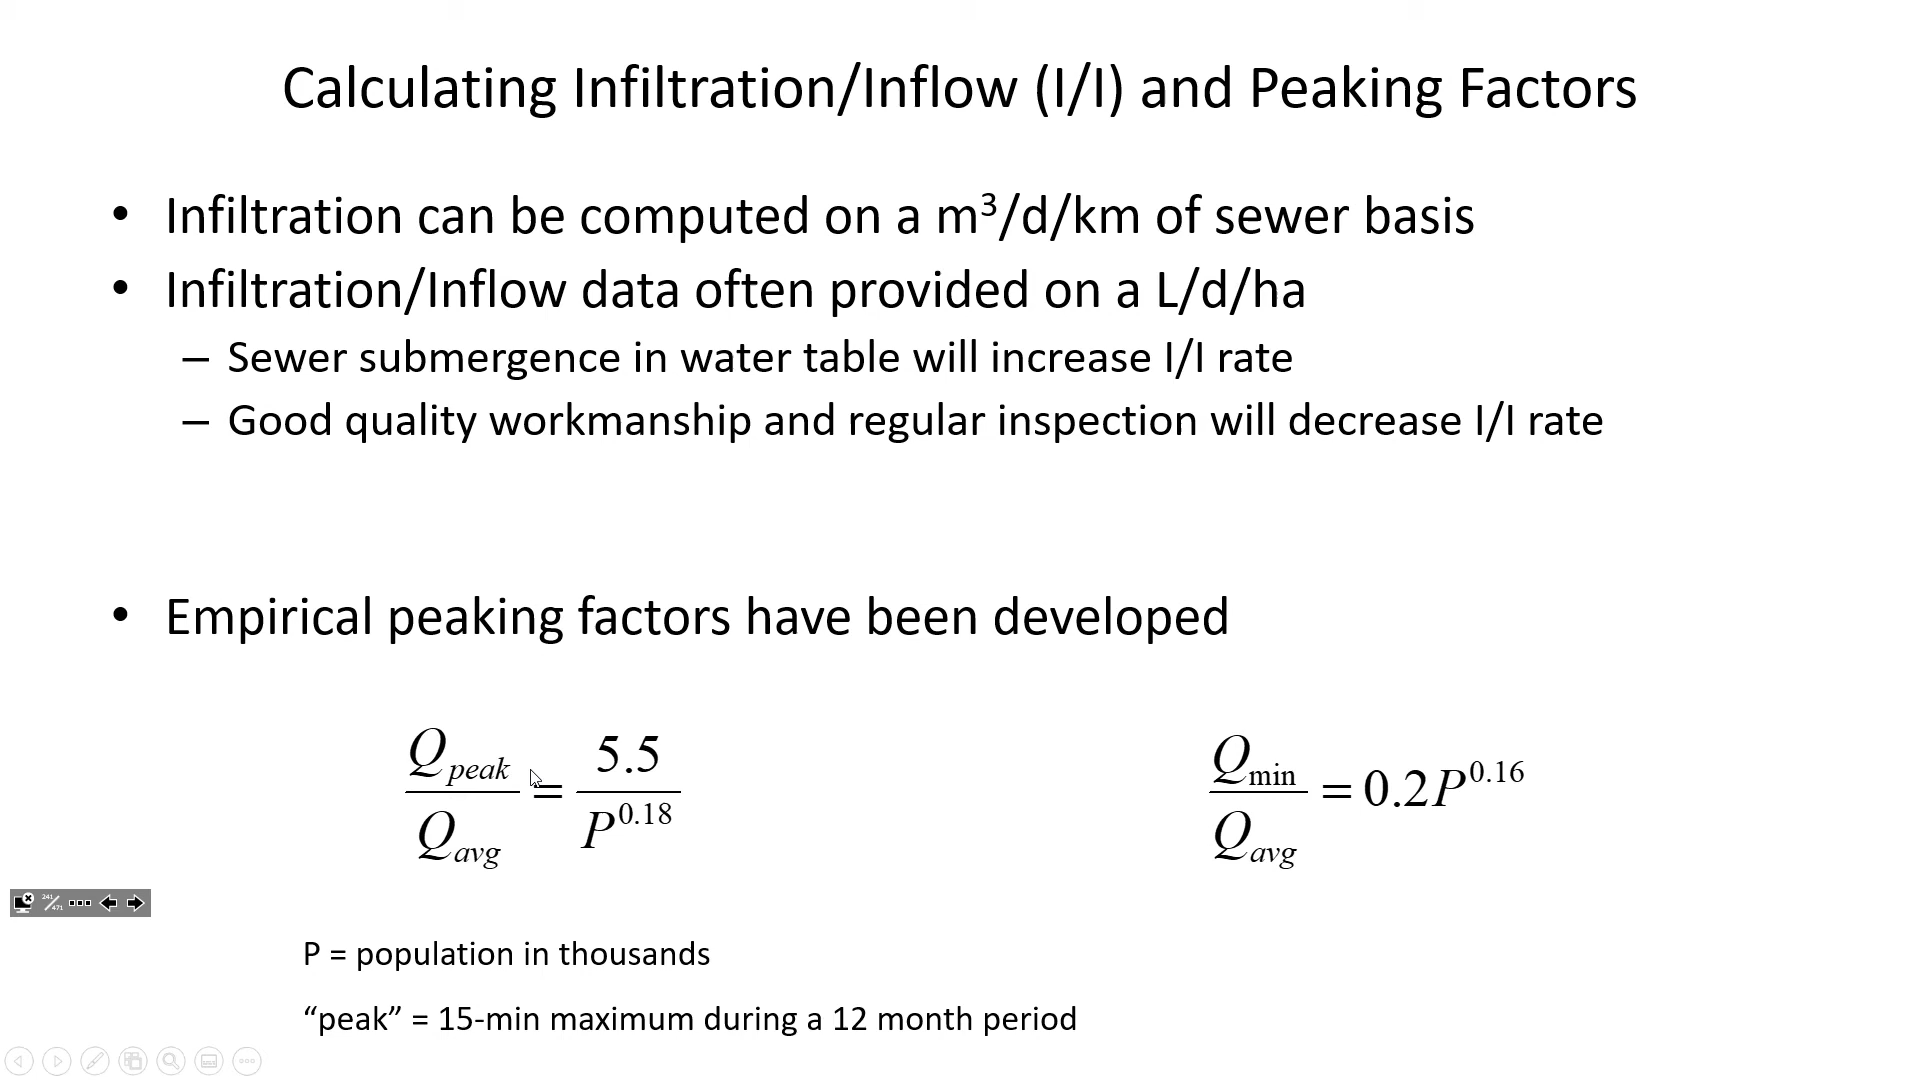 Calculating Infiltration/Inflow (I/I) and Peaking Factors
• Infiltration can be computed on a m³/d/km of sewer basis
• Infiltration/Inflow data often provided on a L/d/ha
– Sewer submergence in water table will increase I/I rate
– Good quality workmanship and regular inspection will decrease I/I rate
• Empirical peaking factors have been developed
Q_peak / Q_avg = 5.5 / P^0.18
Q_min / Q_avg = 0.2P^0.16
241/471
P = population in thousands
“peak” = 15-min maximum during a 12 month period